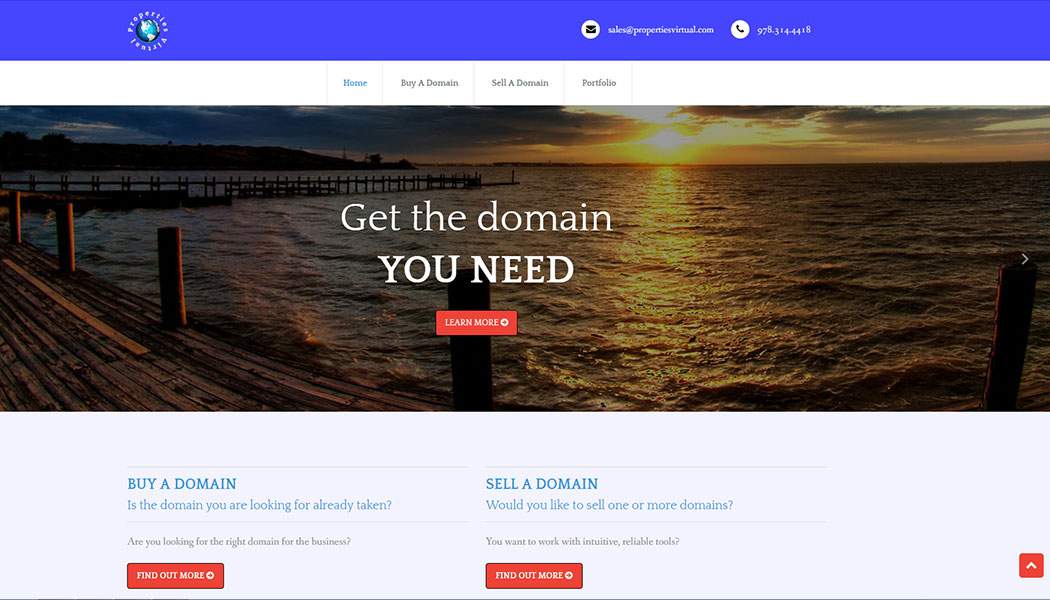 Properties
Virtual
sales@propertiesvirtual.com
978.314.4418
Home
Buy A Domain
Sell A Domain
Portfolio
Get the domain
YOU NEED
LEARN MORE
BUY A DOMAIN
Is the domain you are looking for already taken?
Are you looking for the right domain for the business?
FIND OUT MORE
SELL A DOMAIN
Would you like to sell one or more domains?
You want to work with intuitive, reliable tools?
FIND OUT MORE